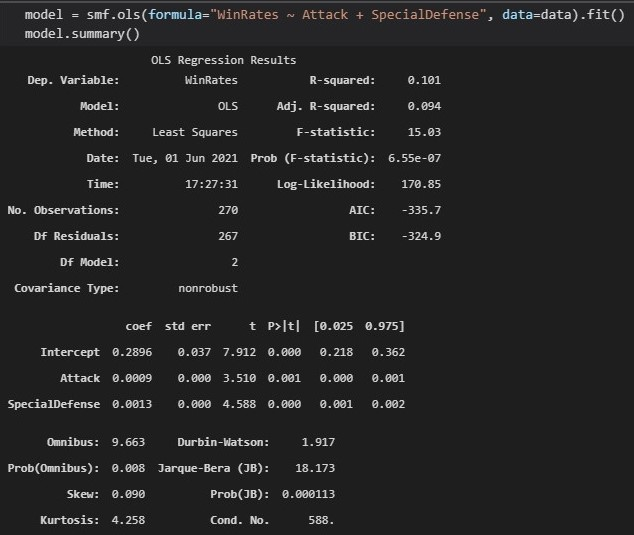 model = smf.ols(formula="WinRates ~ Attack + SpecialDefense", data=data).fit()
model.summary()
OLS Regression Results
Dep. Variable: WinRates R-squared: 0.101
Model: OLS Adj. R-squared: 0.094
Method: Least Squares F-statistic: 15.03
Date: Tue, 01 Jun 2021 Prob (F-statistic): 6.55e-07
Time: 17:27:31 Log-Likelihood: 170.85
No. Observations: 270 AIC: -335.7
Df Residuals: 267 BIC: -324.9
Df Model: 2
Covariance Type: nonrobust
coef std err t P>|t| [0.025 0.975]
Intercept 0.2896 0.037 7.912 0.000 0.218 0.362
Attack 0.0009 0.000 3.510 0.001 0.000 0.001
SpecialDefense 0.0013 0.000 4.588 0.000 0.001 0.002
Omnibus: 9.663 Durbin-Watson: 1.917
Prob(Omnibus): 0.008 Jarque-Bera (JB): 18.173
Skew: 0.090 Prob(JB): 0.000113
Kurtosis: 4.258 Cond. No. 588.